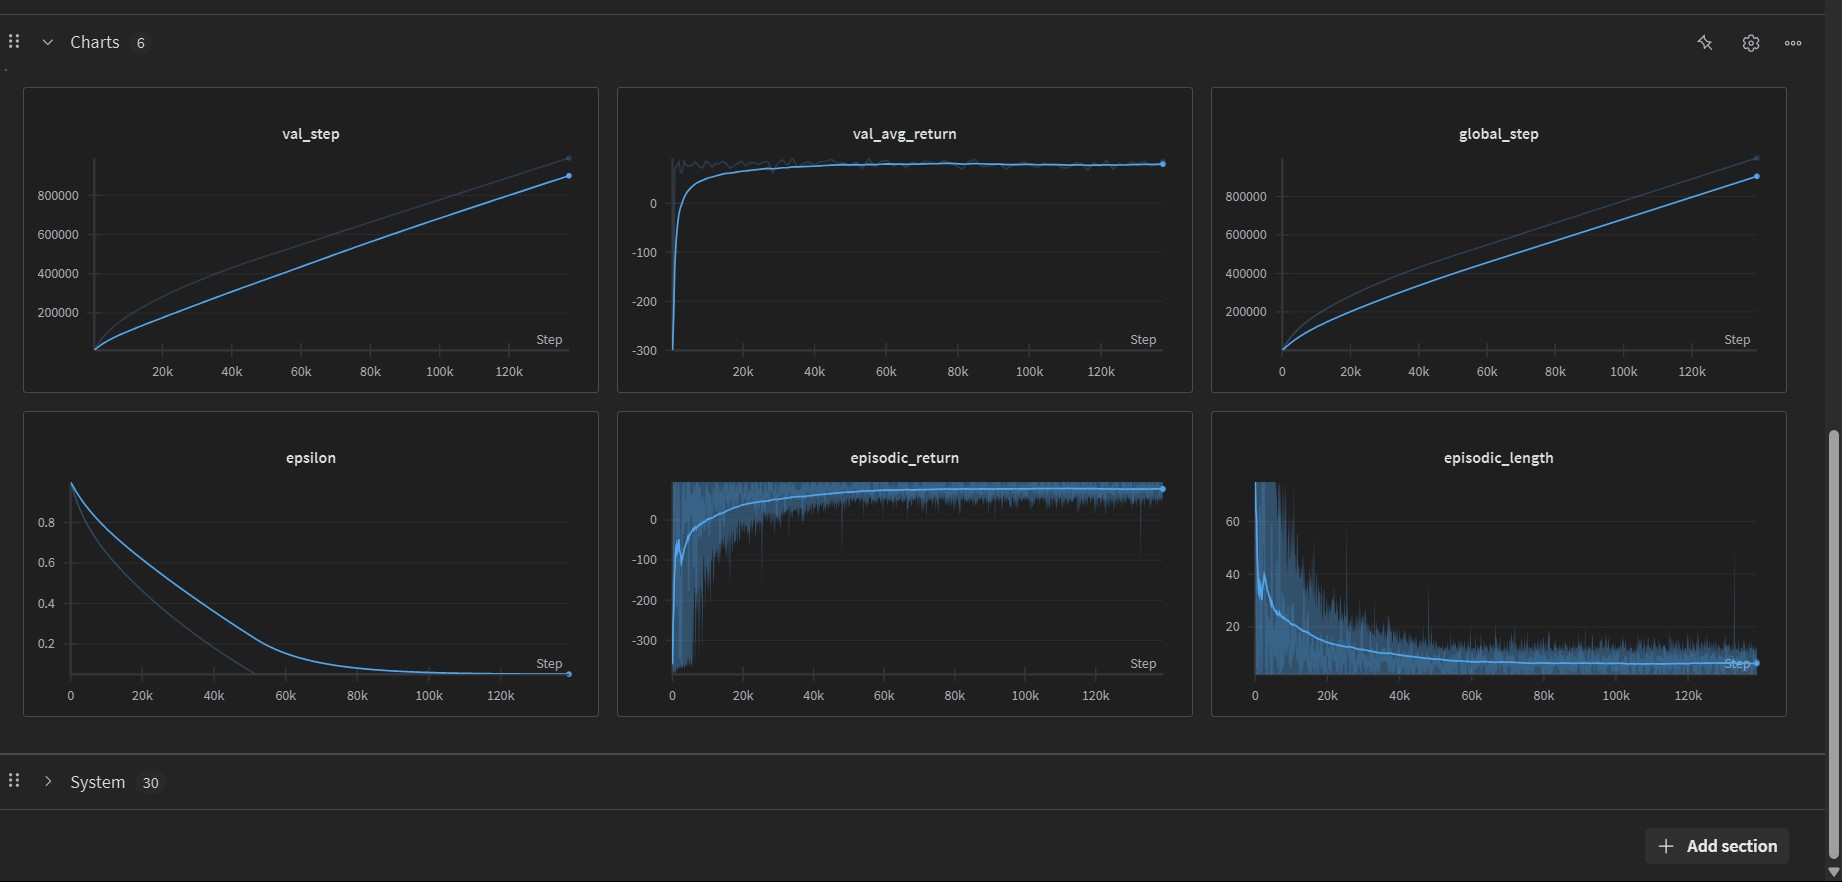 Charts 6
val_step
800000
600000
400000
200000
Step
20k 40k 60k 80k 100k 120k
val_avg_return
0
-100
-200
-300
Step
20k 40k 60k 80k 100k 120k
global_step
800000
600000
400000
200000
Step
0 20k 40k 60k 80k 100k 120k
epsilon
0.8
0.6
0.4
0.2
Step
0 20k 40k 60k 80k 100k 120k
episodic_return
0
-100
-200
-300
Step
0 20k 40k 60k 80k 100k 120k
episodic_length
60
40
20
Step
0 20k 40k 60k 80k 100k 120k
System 30
Add section